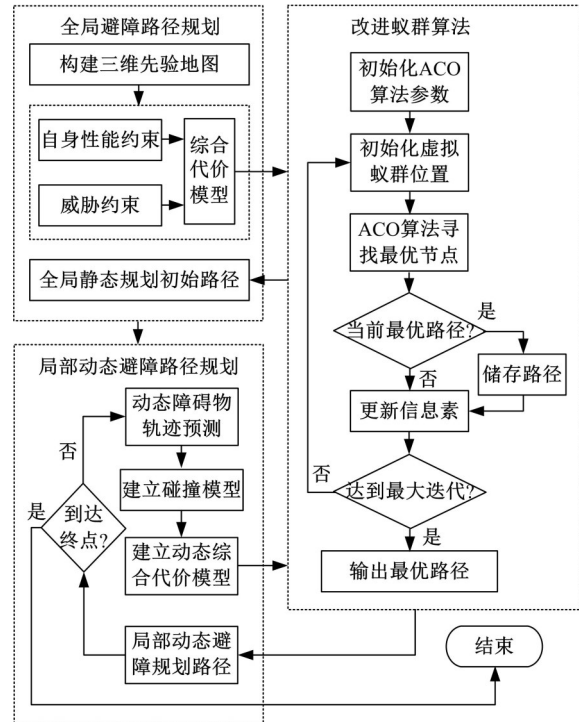 全局避障路径规划
构建三维先验地图
自身性能约束
威胁约束
综合
代价
模型
全局静态规划初始路径
局部动态避障路径规划
动态障碍物
轨迹预测
否
建立碰撞模型
是
到达
终点?
建立动态综
合代价模型
局部动态避
障规划路径
改进蚁群算法
初始化ACO
算法参数
初始化虚拟
蚁群位置
ACO算法寻
找最优节点
当前最优路径?
是
储存路径
否
更新信息素
否
达到最大迭代?
是
输出最优路径
结束